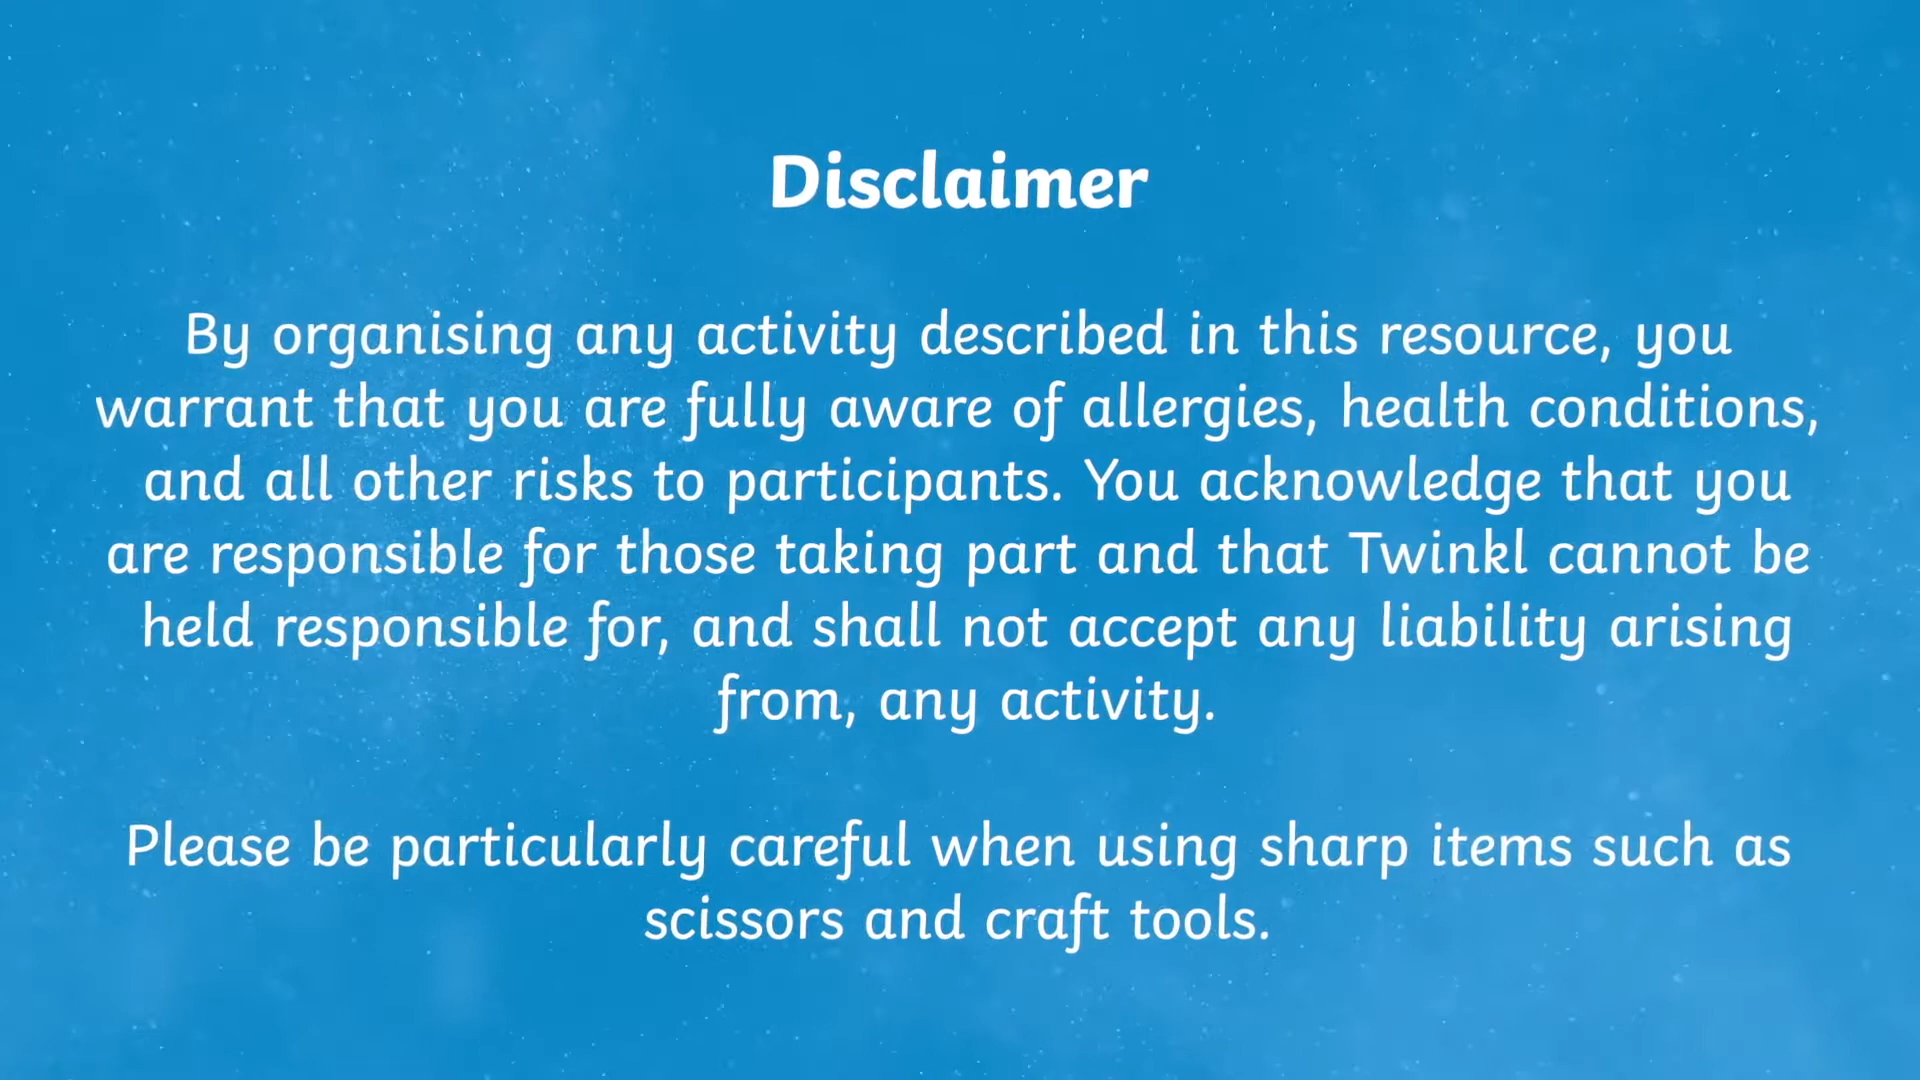 Disclaimer
By organising any activity described in this resource, you
warrant that you are fully aware of allergies, health conditions,
and all other risks to participants. You acknowledge that you
are responsible for those taking part and that Twinkl cannot be
held responsible for, and shall not accept any liability arising
from, any activity.
Please be particularly careful when using sharp items such as
scissors and craft tools.